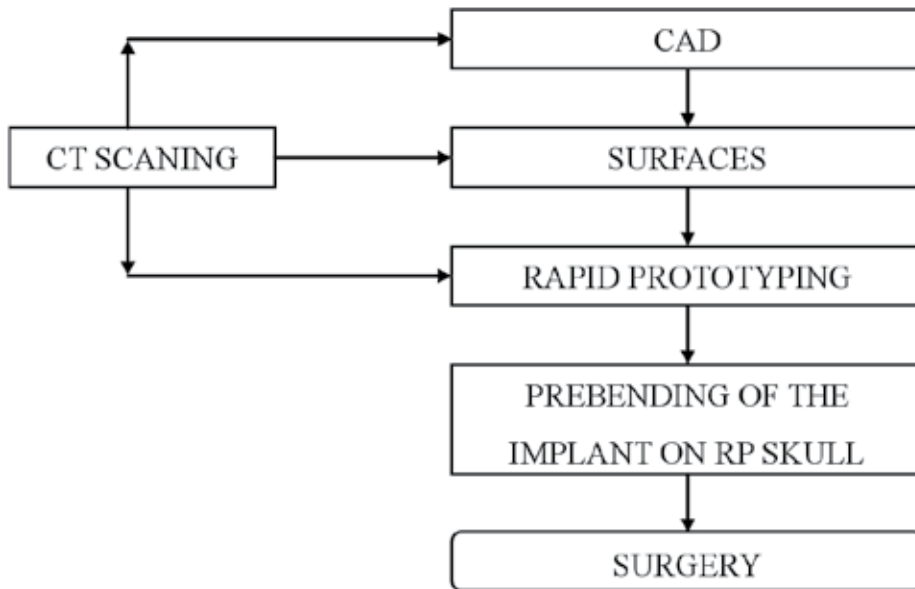 CAD
CT SCANING
SURFACES
RAPID PROTOTYPING
PREBENDING OF THE
IMPLANT ON RP SKULL
SURGERY